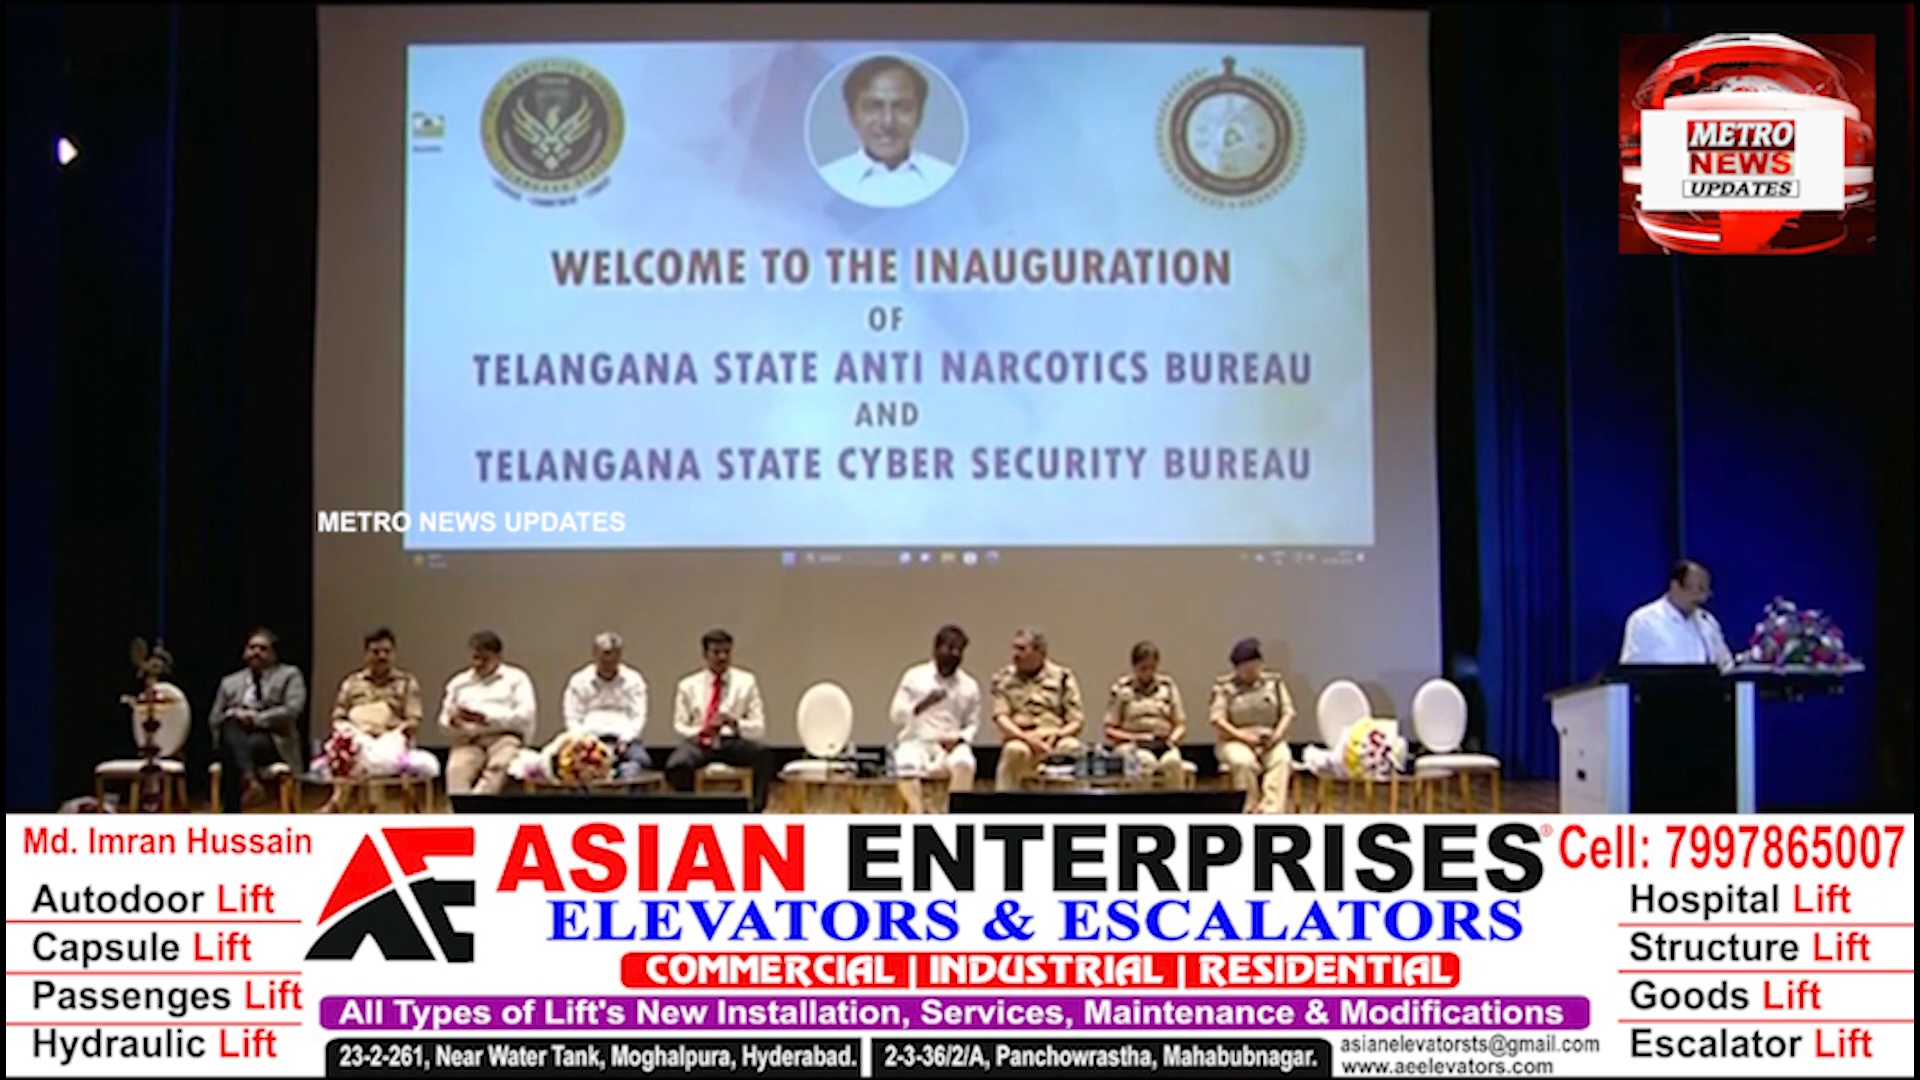 METRO
NEWS
UPDATES
WELCOME TO THE INAUGURATION
OF
TELANGANA STATE ANTI NARCOTICS BUREAU
AND
TELANGANA STATE CYBER SECURITY BUREAU
METRO NEWS UPDATES
Md. Imran Hussain
Autodoor Lift
Capsule Lift
Passenges Lift
Hydraulic Lift
AE
ASIAN ENTERPRISES®
ELEVATORS & ESCALATORS
COMMERCIAL | INDUSTRIAL | RESIDENTIAL
All Types of Lift's New Installation, Services, Maintenance & Modifications
23-2-261, Near Water Tank, Moghalpura, Hyderabad. | 2-3-36/2/A, Panchowrastha, Mahabubnagar.
asianelevatorsts@gmail.com
www.aeelevators.com
Cell: 7997865007
Hospital Lift
Structure Lift
Goods Lift
Escalator Lift